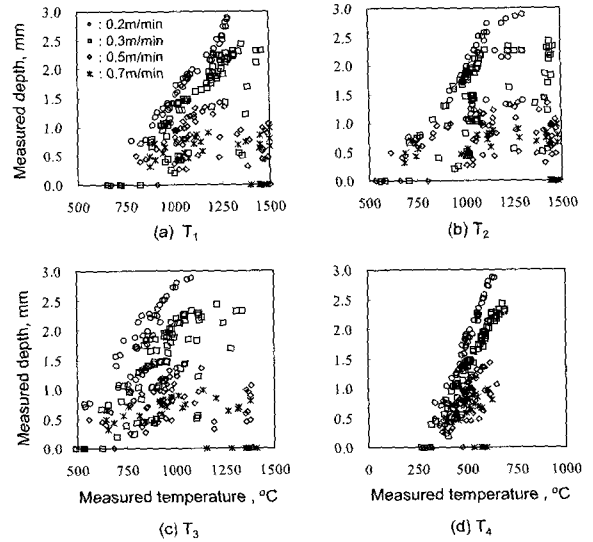 Measured depth, mm
3.0
2.5
2.0
1.5
1.0
0.5
0.0
○ : 0.2m/min
□ : 0.3m/min
◇ : 0.5m/min
✳ : 0.7m/min
500 750 1000 1250 1500
(a) T1
3.0
2.5
2.0
1.5
1.0
0.5
0
500 750 1000 1250 1500
(b) T2
Measured depth, mm
3.0
2.5
2.0
1.5
1.0
0.5
0.0
500 750 1000 1250 1500
Measured temperature , °C
(c) T3
3.0
2.5
2.0
1.5
1.0
0.5
0.0
0 250 500 750 1000
Measured temperature, °C
(d) T4